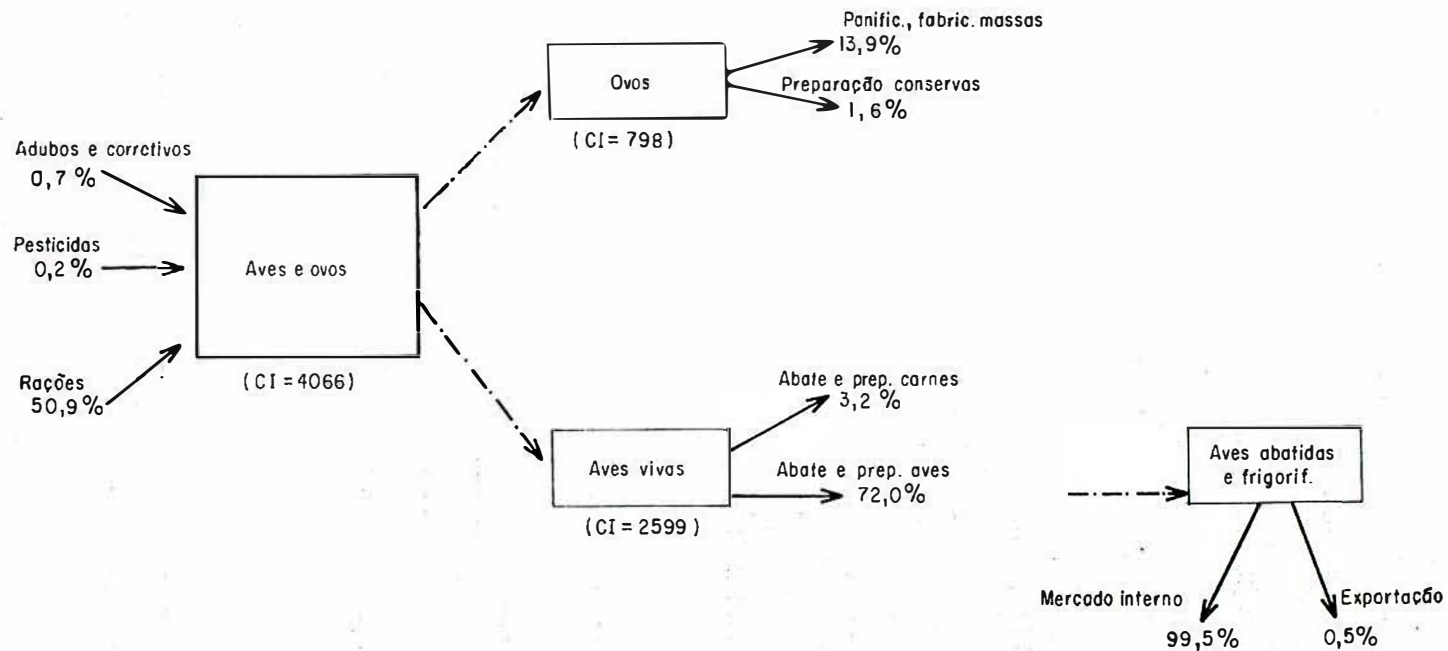 Panific., fabric. massas
13,9%
Ovos
Preparação conservas
1,6%
(CI=798)
Adubos e corretivos
0,7 %
Pesticidas
0,2%
Aves e ovos
Rações
50,9%
(CI=4066)
Abate e prep. carnes
3,2 %
Aves vivas
Abate e prep. aves
72,0%
(CI=2599)
Aves abatidas
e frigorif.
Mercado interno
99,5%
Exportação
0,5%